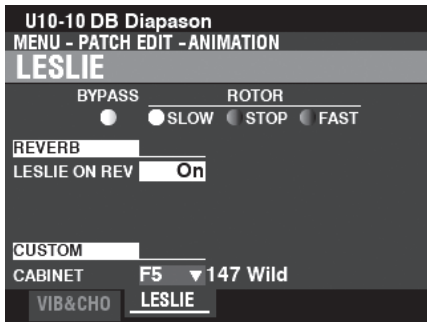 U10-10 DB Diapason
MENU - PATCH EDIT - ANIMATION
LESLIE
BYPASS ROTOR
SLOW STOP FAST
REVERB
LESLIE ON REV On
CUSTOM
CABINET F5 ▼147 Wild
VIB&CHO LESLIE